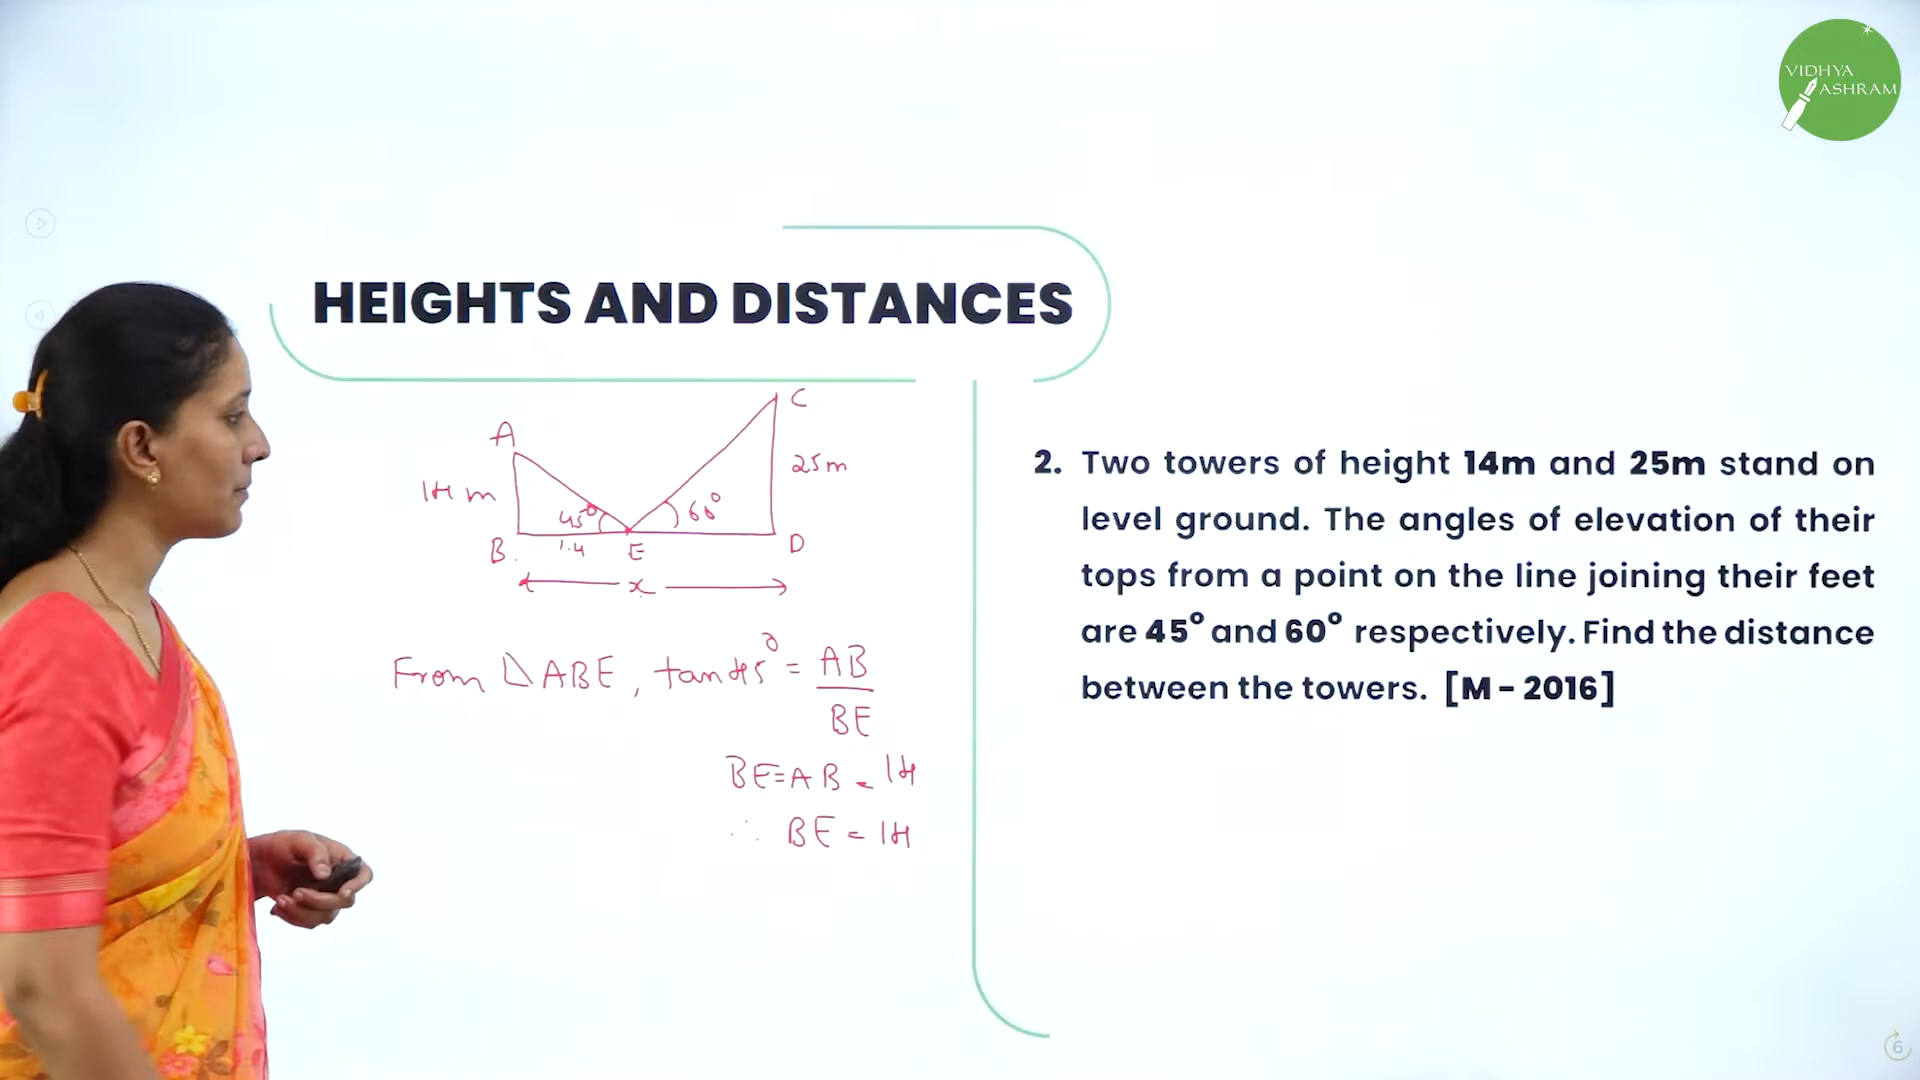 VIDHYA
ASHRAM
HEIGHTS AND DISTANCES
A
C
14 m
25m
45°
60°
B
1.4
E
D
x
From △ABE, tan45° = AB/BE
BE=AB = 14
∴ BE = 14
2. Two towers of height 14m and 25m stand on
level ground. The angles of elevation of their
tops from a point on the line joining their feet
are 45° and 60° respectively. Find the distance
between the towers. [M - 2016]
6